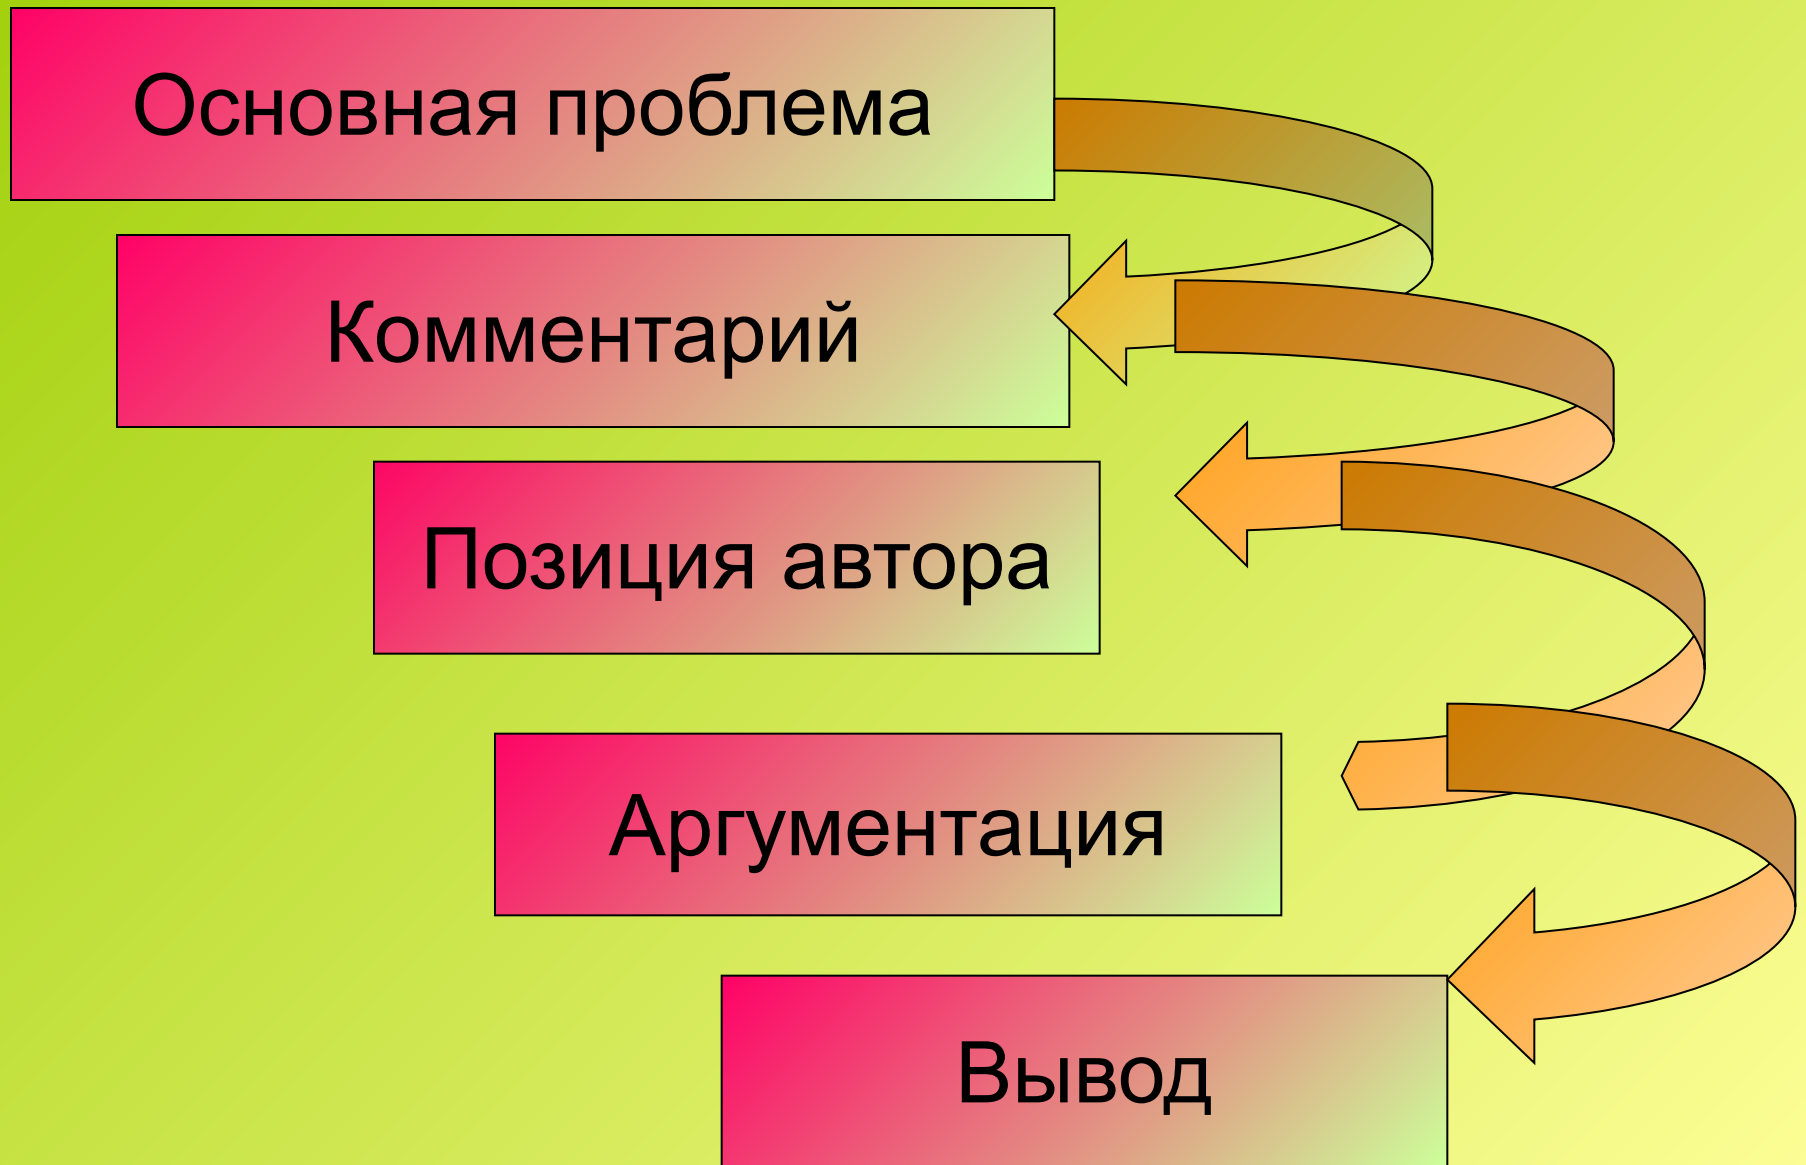 Основная проблема
Комментарий
Позиция автора
Аргументация
Вывод